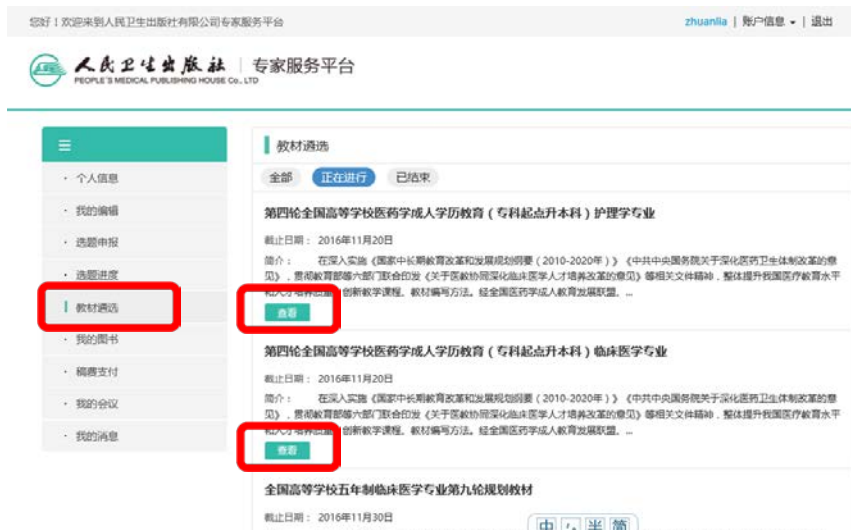 您好！欢迎来到人民卫生出版社有限公司专家服务平台
zhuanlia | 账户信息 | 退出
人民卫生出版社 | 专家服务平台
PEOPLE'S MEDICAL PUBLISHING HOUSE Co., LTD
教材遴选
· 个人信息
全部 正在进行 已结束
· 我的编辑
第四轮全国高等学校医药学成人学历教育（专科起点升本科）护理学专业
· 选题申报
截止日期： 2016年11月20日
简介： 在深入实施《国家中长期教育改革和发展规划纲要（2010-2020年）》《中共中央国务院关于深化医药卫生体制改革的意
· 选题进度
见》，贯彻教育部等六部门联合印发《关于医教协同深化临床医学人才培养改革的意见》等相关文件精神，整体提升我国医疗教育水平
和人才培养质量，创新教学课程、教材编写方法。经全国医药学成人教育发展联盟、...
教材遴选
查看
· 我的图书
第四轮全国高等学校医药学成人学历教育（专科起点升本科）临床医学专业
· 稿费支付
截止日期： 2016年11月20日
简介： 在深入实施《国家中长期教育改革和发展规划纲要（2010-2020年）》《中共中央国务院关于深化医药卫生体制改革的意
· 我的会议
见》，贯彻教育部等六部门联合印发《关于医教协同深化临床医学人才培养改革的意见》等相关文件精神，整体提升我国医疗教育水平
· 我的消息
和人才培养质量，创新教学课程、教材编写方法。经全国医药学成人教育发展联盟、...
查看
全国高等学校五年制临床医学专业第九轮规划教材
截止日期： 2016年11月30日
中 半 简